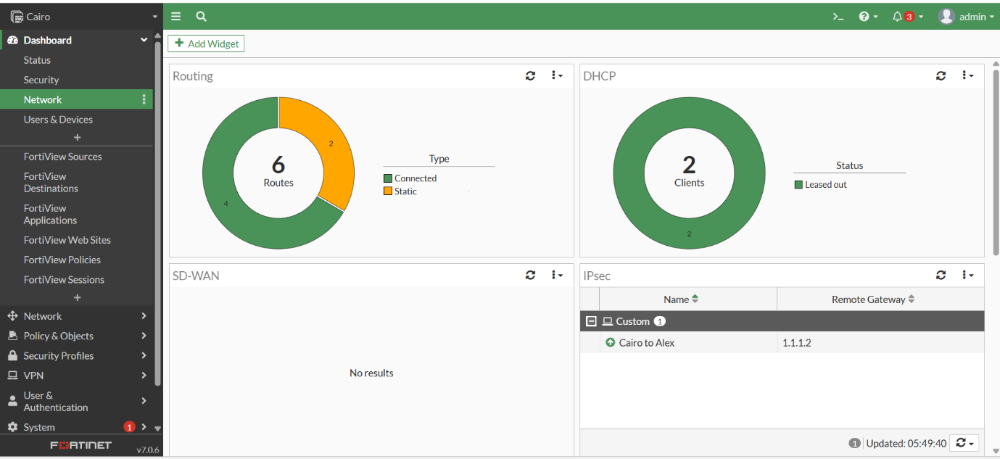 Cairo
3
admin
Dashboard
Status
Security
Network
Users & Devices
+
FortiView Sources
FortiView
Destinations
FortiView
Applications
FortiView Web Sites
FortiView Policies
FortiView Sessions
+
Network
Policy & Objects
Security Profiles
VPN
User &
Authentication
System 1
FORTINET
v7.0.6
+ Add Widget
Routing
2
6
Routes
4
Type
Connected
Static
DHCP
2
Clients
2
Status
Leased out
SD-WAN
No results
IPsec
Name Remote Gateway
Custom 1
Cairo to Alex 1.1.1.2
1 Updated: 05:49:40